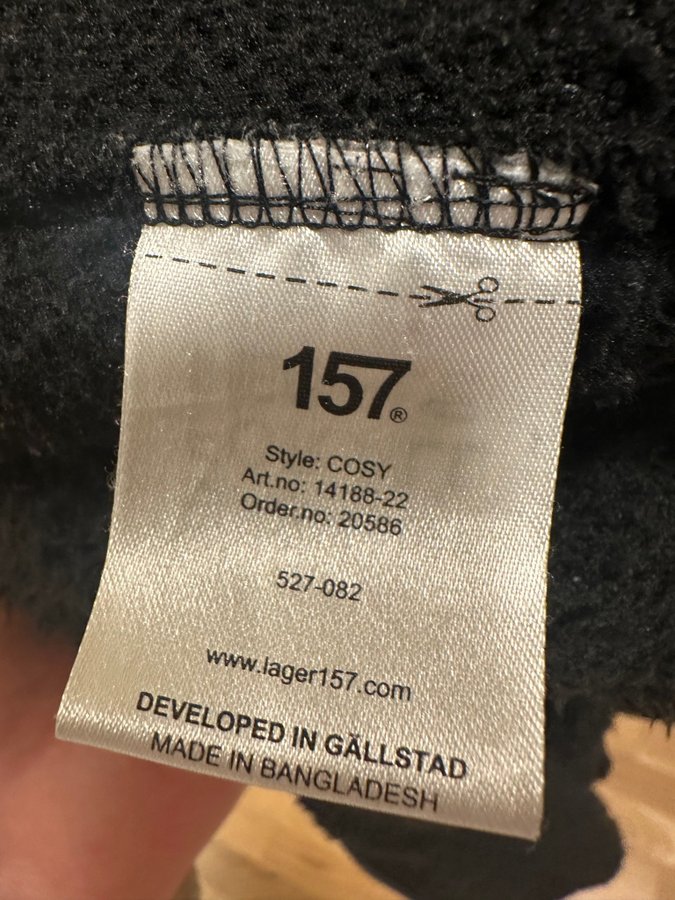 157®
Style: COSY
Art.no: 14188-22
Order.no: 20586
527-082
www.lager157.com
DEVELOPED IN GÄLLSTAD
MADE IN BANGLADESH